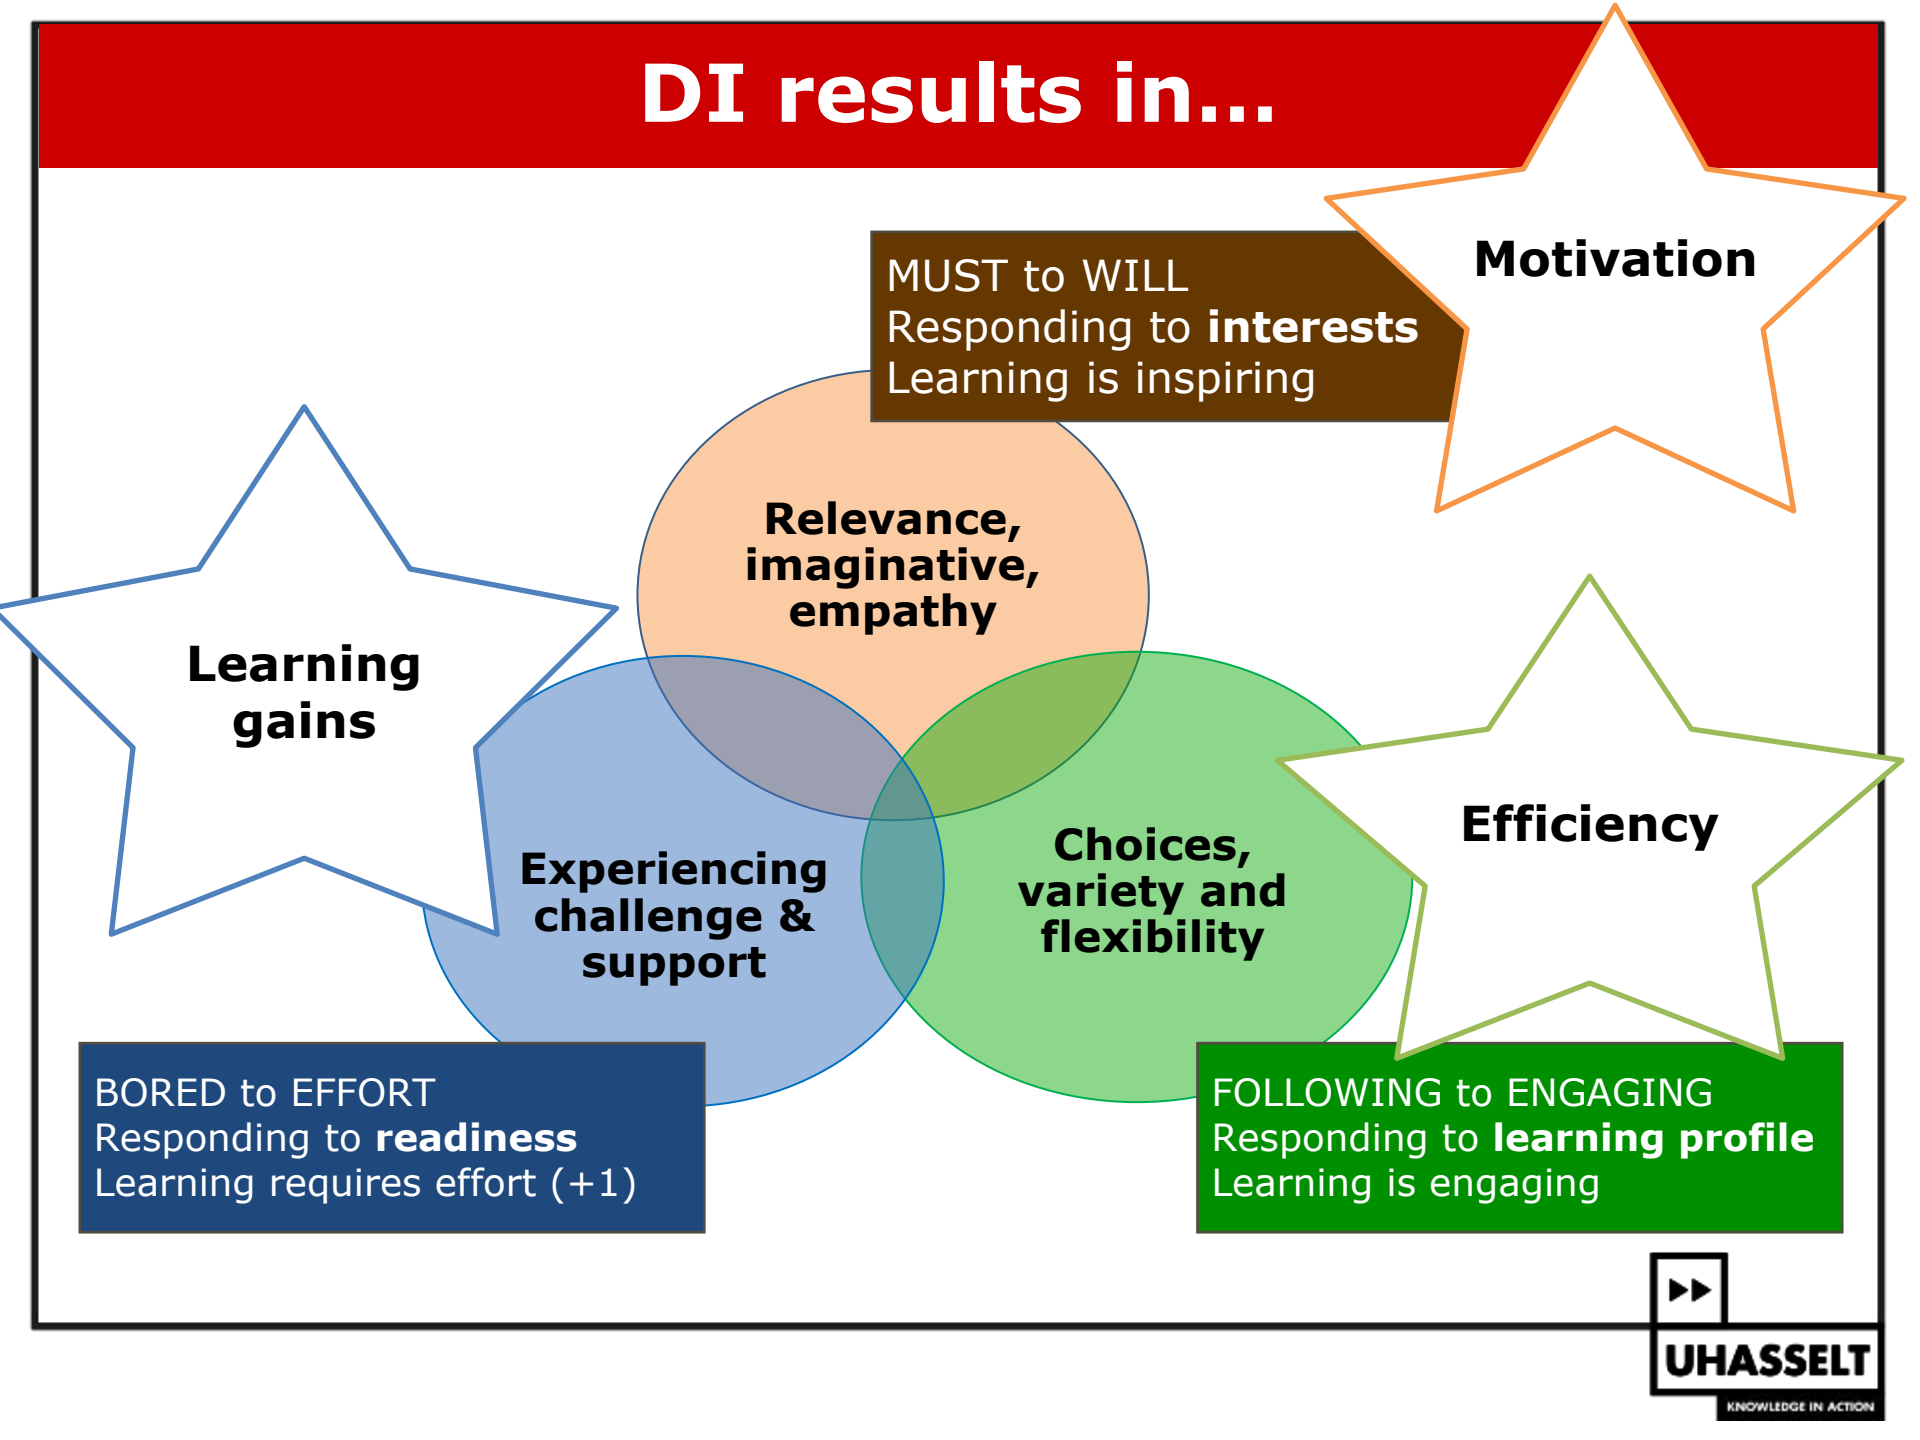 DI results in…
Motivation
MUST to WILL
Responding to interests
Learning is inspiring
Relevance,
imaginative,
empathy
Learning
gains
Efficiency
Experiencing
challenge &
support
Choices,
variety and
flexibility
BORED to EFFORT
Responding to readiness
Learning requires effort (+1)
FOLLOWING to ENGAGING
Responding to learning profile
Learning is engaging
UHASSELT
KNOWLEDGE IN ACTION